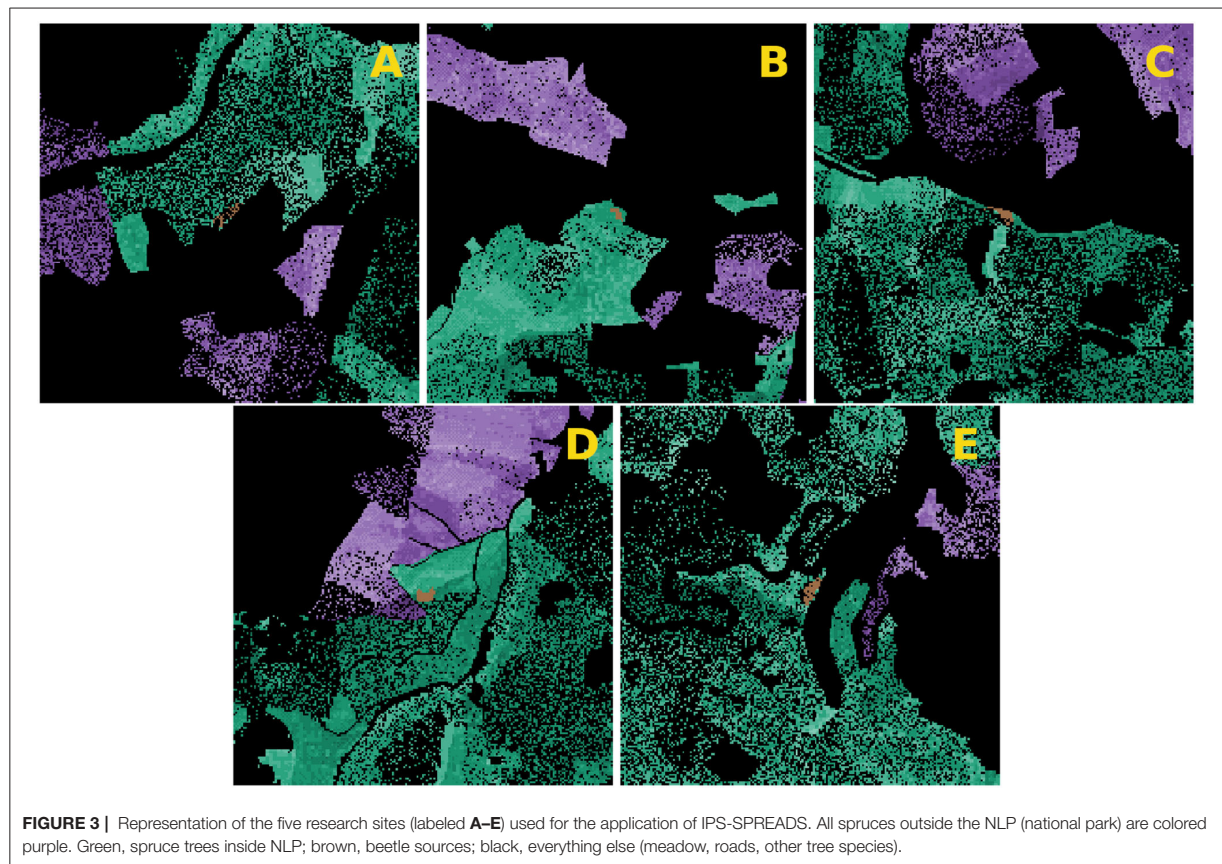 A
B
C
D
E
FIGURE 3 | Representation of the five research sites (labeled A–E) used for the application of IPS-SPREADS. All spruces outside the NLP (national park) are colored
purple. Green, spruce trees inside NLP; brown, beetle sources; black, everything else (meadow, roads, other tree species).